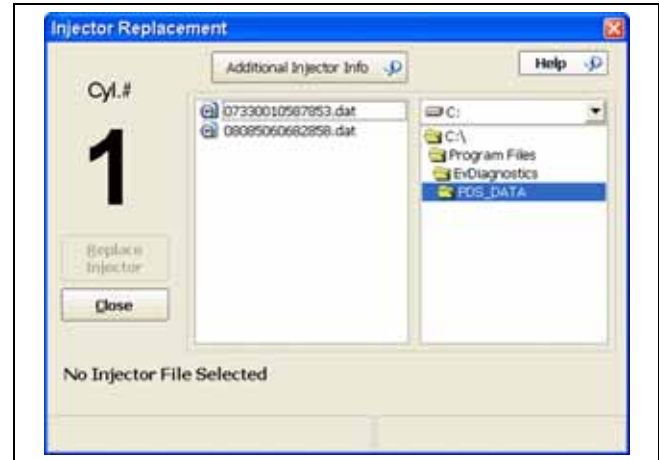 Injector Replacement
Additional Injector Info
Help
Cyl.#
1
07330010587853.dat
08085060682858.dat
C:
C:\
Program Files
EvDiagnostics
PDS_DATA
Replace
Injector
Close
No Injector File Selected